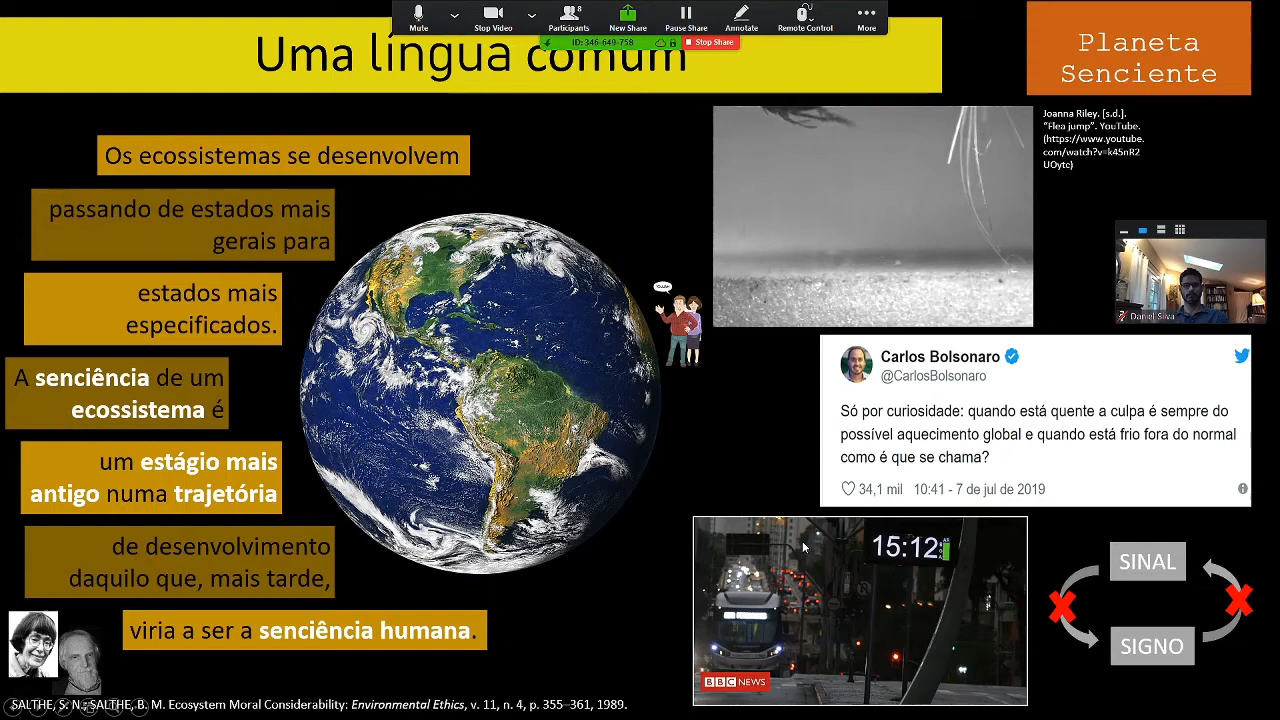 Mute
Stop Video
8
Participants
New Share
Pause Share
Annotate
Remote Control
More
ID: 346-649-758
Stop Share
Uma língua comum
Planeta
Senciente
Os ecossistemas se desenvolvem
passando de estados mais
gerais para
estados mais
especificados.
A senciência de um
ecossistema é
um estágio mais
antigo numa trajetória
de desenvolvimento
daquilo que, mais tarde,
viria a ser a senciência humana.
SALTHE, S. N.; SALTHE, B. M. Ecosystem Moral Considerability: Environmental Ethics, v. 11, n. 4, p. 355–361, 1989.
Joanna Riley. [s.d.].
“Flea jump”. YouTube.
(https://www.youtube.
com/watch?v=k45nR2
UOytc)
Daniel Silva
Carlos Bolsonaro
@CarlosBolsonaro
Só por curiosidade: quando está quente a culpa é sempre do
possível aquecimento global e quando está frio fora do normal
como é que se chama?
34,1 mil 10:41 - 7 de jul de 2019
15:12
BBC NEWS
SINAL
SIGNO